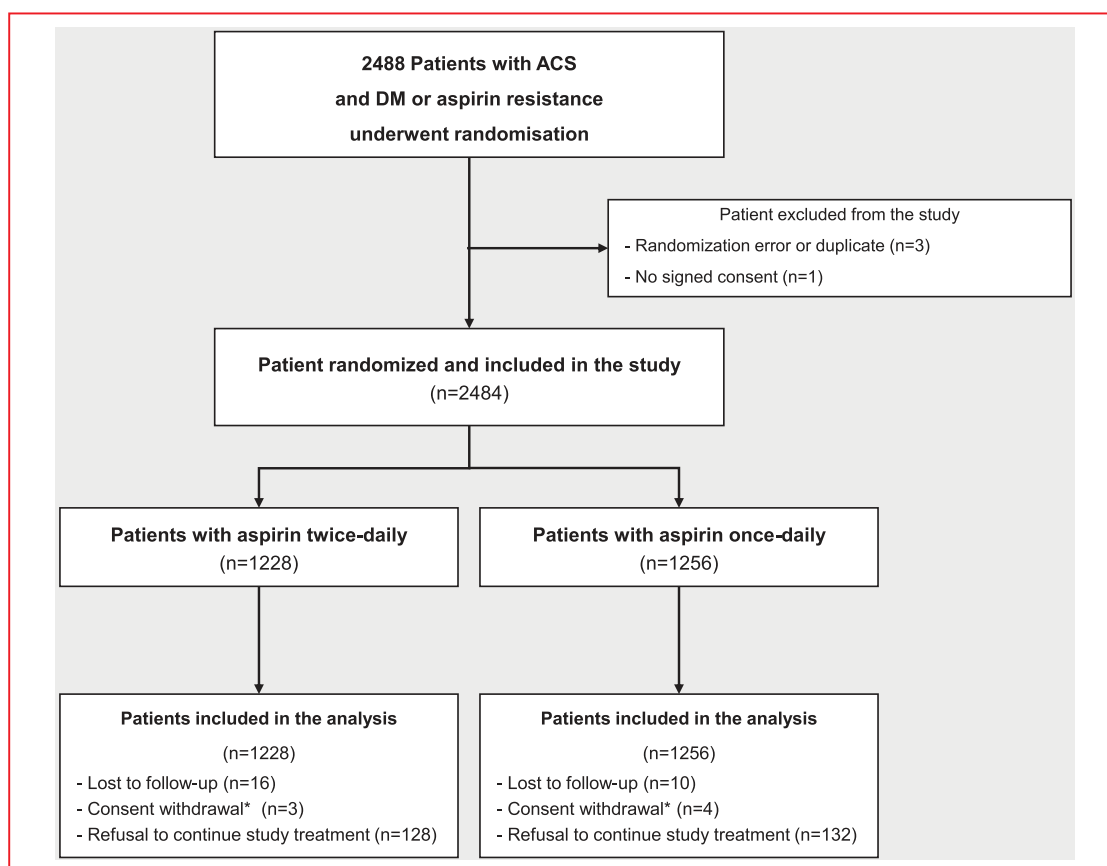 2488 Patients with ACS
and DM or aspirin resistance
underwent randomisation
Patient excluded from the study
- Randomization error or duplicate (n=3)
- No signed consent (n=1)
Patient randomized and included in the study
(n=2484)
Patients with aspirin twice-daily
(n=1228)
Patients with aspirin once-daily
(n=1256)
Patients included in the analysis
(n=1228)
- Lost to follow-up (n=16)
- Consent withdrawal* (n=3)
- Refusal to continue study treatment (n=128)
Patients included in the analysis
(n=1256)
- Lost to follow-up (n=10)
- Consent withdrawal* (n=4)
- Refusal to continue study treatment (n=132)